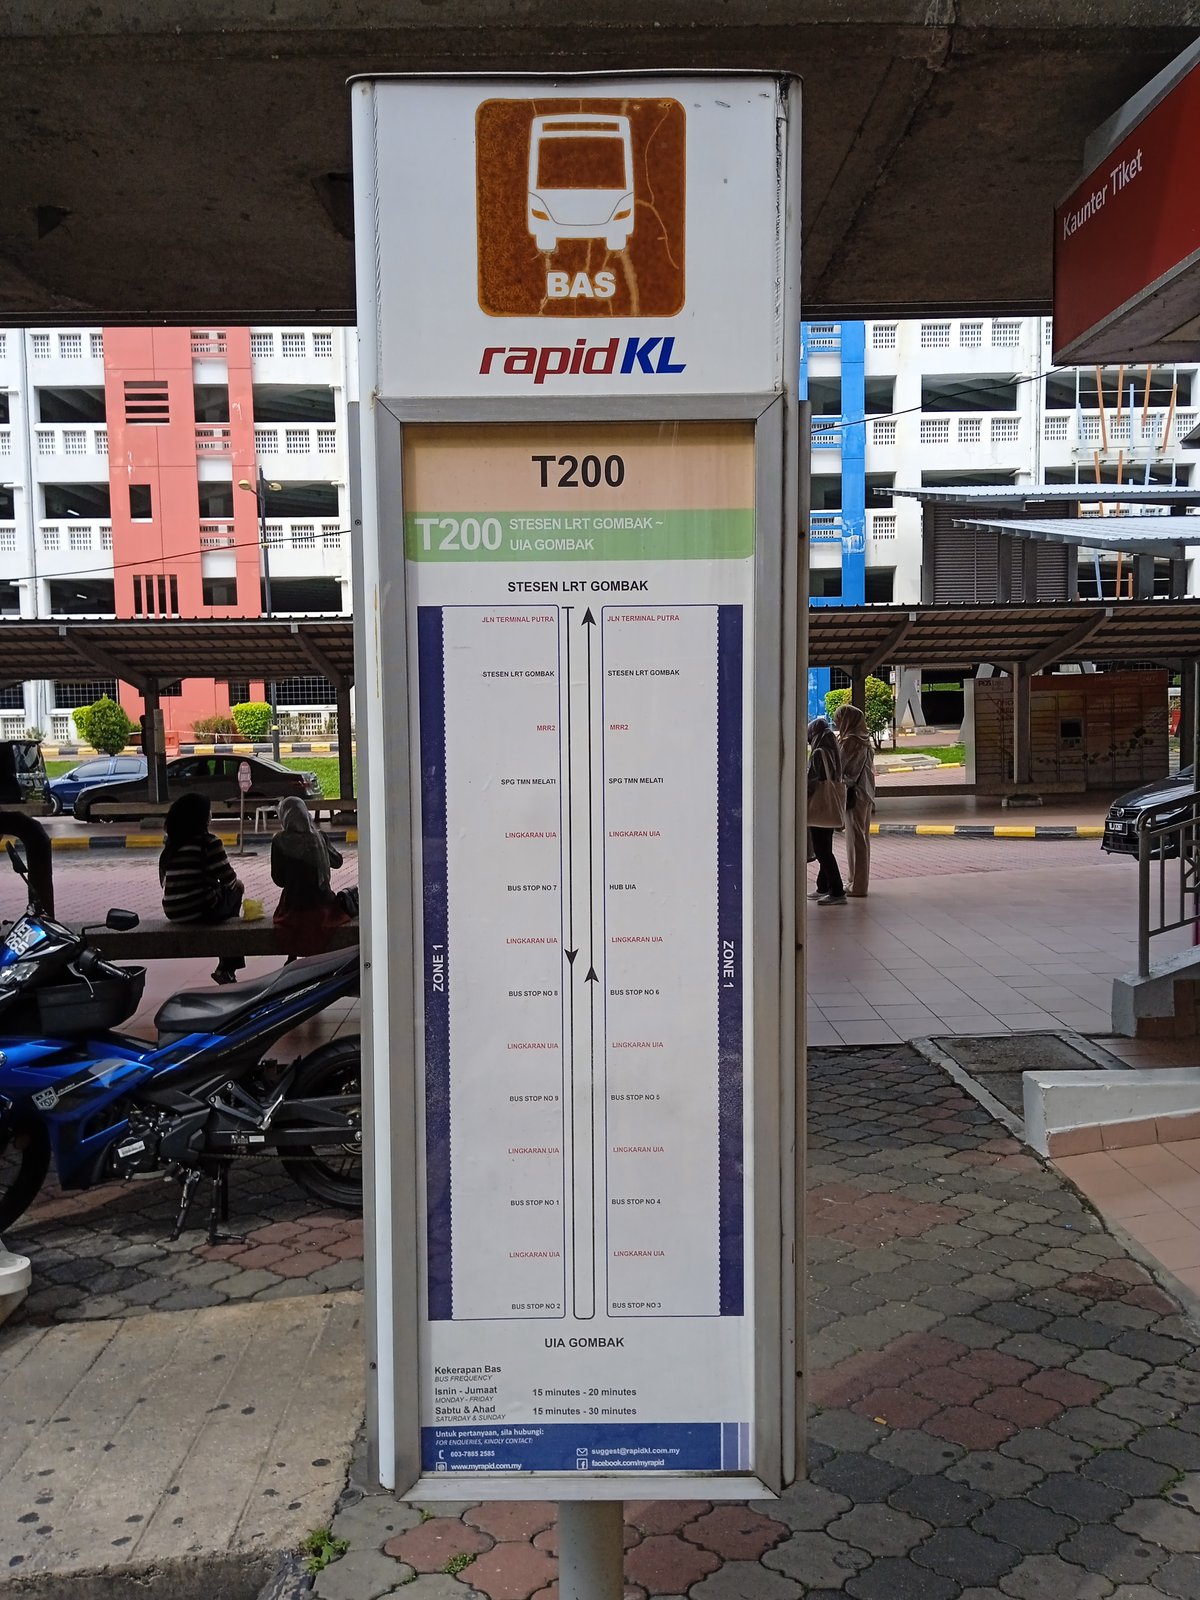 BAS
rapidKL
Kaunter Tiket
T200
T200 STESEN LRT GOMBAK ~
UIA GOMBAK
STESEN LRT GOMBAK
JLN TERMINAL PUTRA
STESEN LRT GOMBAK
MRR2
SPG TMN MELATI
LINGKARAN UIA
BUS STOP NO 7
LINGKARAN UIA
BUS STOP NO 8
LINGKARAN UIA
BUS STOP NO 9
LINGKARAN UIA
BUS STOP NO 1
LINGKARAN UIA
BUS STOP NO 2
ZONE 1
JLN TERMINAL PUTRA
STESEN LRT GOMBAK
MRR2
SPG TMN MELATI
LINGKARAN UIA
HUB UIA
LINGKARAN UIA
BUS STOP NO 6
LINGKARAN UIA
BUS STOP NO 5
LINGKARAN UIA
BUS STOP NO 4
LINGKARAN UIA
BUS STOP NO 3
ZONE 1
UIA GOMBAK
Kekerapan Bas
BUS FREQUENCY
Isnin - Jumaat 15 minutes - 20 minutes
MONDAY - FRIDAY
Sabtu & Ahad 15 minutes - 30 minutes
SATURDAY & SUNDAY
Untuk pertanyaan, sila hubungi:
FOR ENQUERIES, KINDLY CONTACT:
603-7885 2585
www.myrapid.com.my
suggest@rapidkl.com.my
facebook.com/myrapid